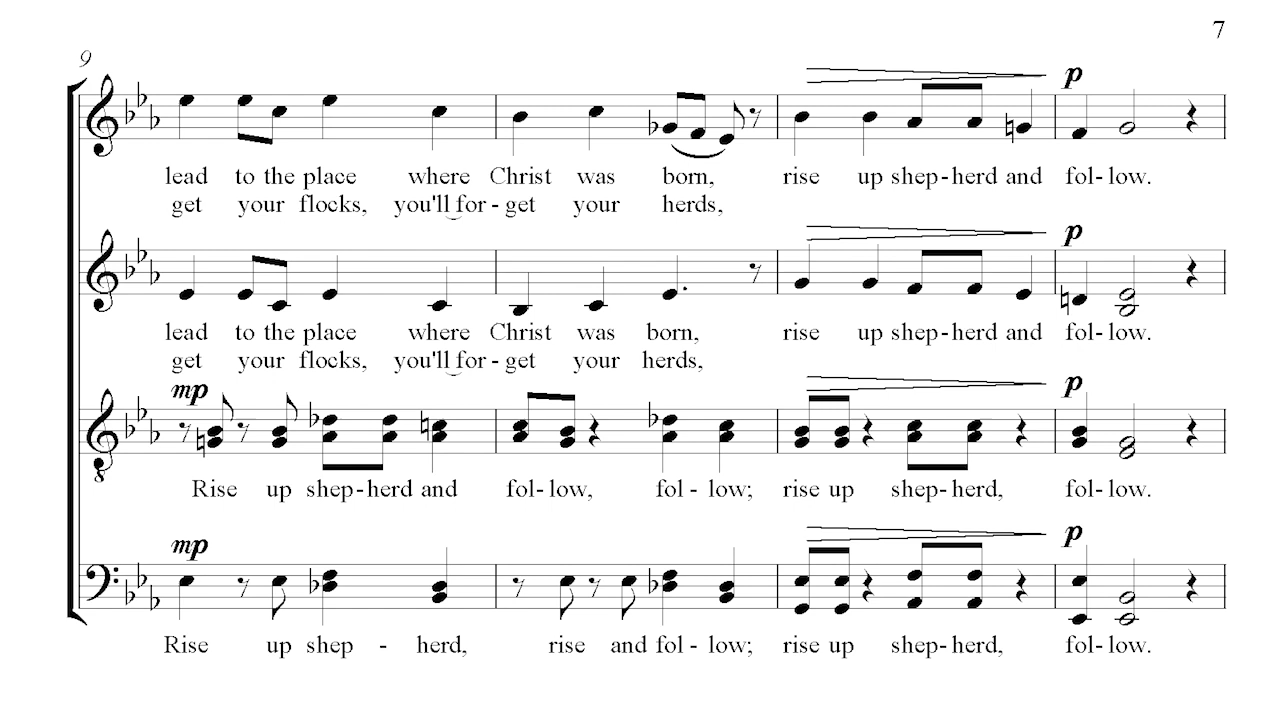 7
9
p
lead to the place where Christ was born, rise up shep-herd and fol-low.
get your flocks, you'll for-get your herds,
p
lead to the place where Christ was born, rise up shep-herd and fol-low.
get your flocks, you'll for-get your herds,
mp p
8
Rise up shep-herd and fol-low, fol-low; rise up shep-herd, fol-low.
mp p
Rise up shep - herd, rise and fol-low; rise up shep-herd, fol-low.